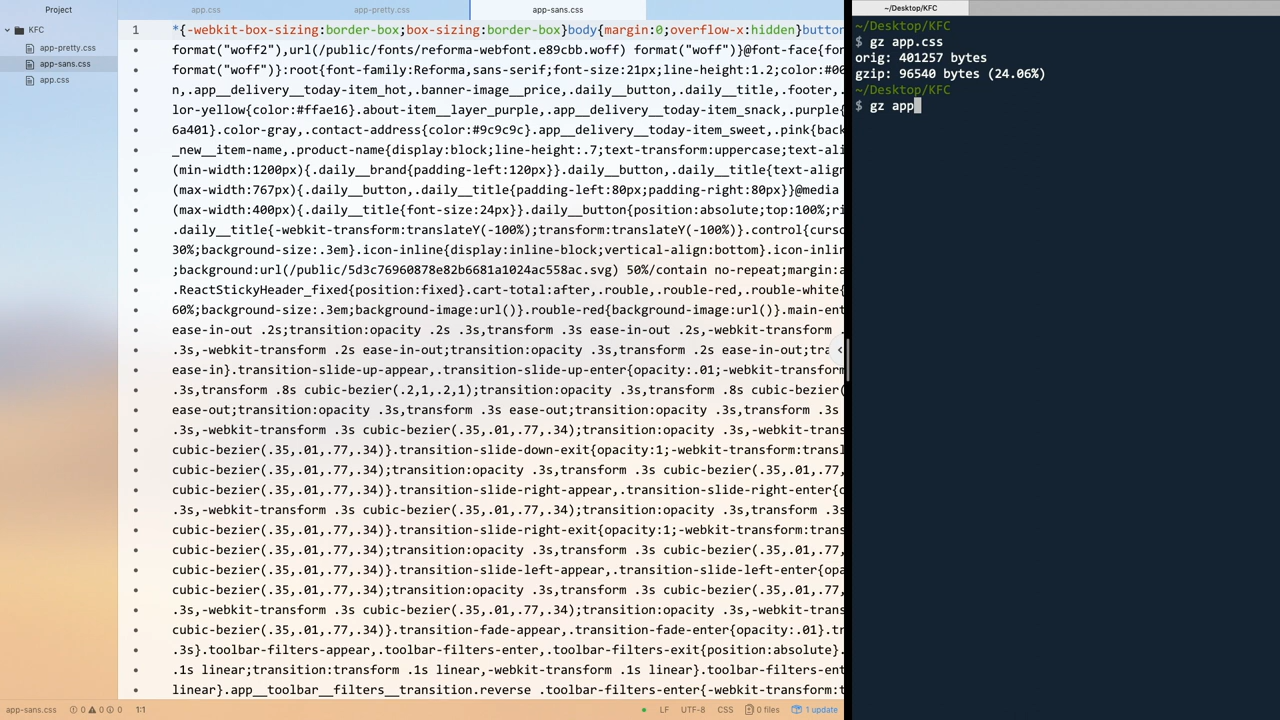 Project
KFC
app-pretty.css
app-sans.css
app.css
app.css
app-pretty.css
app-sans.css
1
*{-webkit-box-sizing:border-box;box-sizing:border-box}body{margin:0;overflow-x:hidden}button
format("woff2"),url(/public/fonts/reforma-webfont.e89cbb.woff) format("woff")}@font-face{for
format("woff")}:root{font-family:Reforma,sans-serif;font-size:21px;line-height:1.2;color:#00
n,.app__delivery__today-item_hot,.banner-image__price,.daily__button,.daily__title,.footer,.
lor-yellow{color:#ffae16}.about-item__layer_purple,.app__delivery__today-item_snack,.purple{
6a401}.color-gray,.contact-address{color:#9c9c9c}.app__delivery__today-item_sweet,.pink{back
_new__item-name,.product-name{display:block;line-height:.7;text-transform:uppercase;text-ali
(min-width:1200px){.daily__brand{padding-left:120px}}.daily__button,.daily__title{text-align
(max-width:767px){.daily__button,.daily__title{padding-left:80px;padding-right:80px}}@media
(max-width:400px){.daily__title{font-size:24px}}.daily__button{position:absolute;top:100%;ri
.daily__title{-webkit-transform:translateY(-100%);transform:translateY(-100%)}.control{curso
30%;background-size:.3em}.icon-inline{display:inline-block;vertical-align:bottom}.icon-inlin
;background:url(/public/5d3c76960878e82b6681a1024ac558ac.svg) 50%/contain no-repeat;margin:a
.ReactStickyHeader_fixed{position:fixed}.cart-total:after,.rouble,.rouble-red,.rouble-white{
60%;background-size:.3em;background-image:url()}.rouble-red{background-image:url()}.main-ent
ease-in-out .2s;transition:opacity .2s .3s,transform .3s ease-in-out .2s,-webkit-transform .
.3s,-webkit-transform .2s ease-in-out;transition:opacity .3s,transform .2s ease-in-out;tra
ease-in}.transition-slide-up-appear,.transition-slide-up-enter{opacity:.01;-webkit-transform
.3s,transform .8s cubic-bezier(.2,1,.2,1);transition:opacity .3s,transform .8s cubic-bezier(
ease-out;transition:opacity .3s,transform .3s ease-out;transition:opacity .3s,transform .3s
.3s,-webkit-transform .3s cubic-bezier(.35,.01,.77,.34);transition:opacity .3s,-webkit-trans
cubic-bezier(.35,.01,.77,.34)}.transition-slide-down-exit{opacity:1;-webkit-transform:transl
cubic-bezier(.35,.01,.77,.34);transition:opacity .3s,transform .3s cubic-bezier(.35,.01,.77,
cubic-bezier(.35,.01,.77,.34)}.transition-slide-right-appear,.transition-slide-right-enter{o
.3s,-webkit-transform .3s cubic-bezier(.35,.01,.77,.34);transition:opacity .3s,transform .3s
cubic-bezier(.35,.01,.77,.34)}.transition-slide-right-exit{opacity:1;-webkit-transform:trans
cubic-bezier(.35,.01,.77,.34);transition:opacity .3s,transform .3s cubic-bezier(.35,.01,.77,
cubic-bezier(.35,.01,.77,.34)}.transition-slide-left-appear,.transition-slide-left-enter{opa
cubic-bezier(.35,.01,.77,.34);transition:opacity .3s,transform .3s cubic-bezier(.35,.01,.77,
.3s,-webkit-transform .3s cubic-bezier(.35,.01,.77,.34);transition:opacity .3s,-webkit-trans
cubic-bezier(.35,.01,.77,.34)}.transition-fade-appear,.transition-fade-enter{opacity:.01}.tr
.3s}.toolbar-filters-appear,.toolbar-filters-enter,.toolbar-filters-exit{position:absolute}.
.1s linear;transition:transform .1s linear,-webkit-transform .1s linear}.toolbar-filters-ent
linear}.app__toolbar__filters__transition.reverse .toolbar-filters-enter{-webkit-transform:t
app-sans.css 0 0 0 1:1
LF UTF-8 CSS 0 files 1 update
~/Desktop/KFC
~/Desktop/KFC
$ gz app.css
orig: 401257 bytes
gzip: 96540 bytes (24.06%)
~/Desktop/KFC
$ gz app